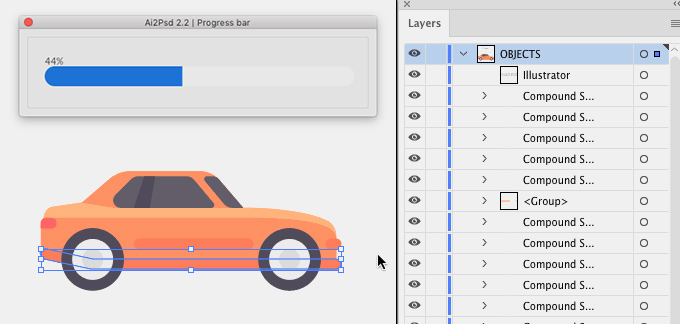 Ai2Psd 2.2 | Progress bar
44%
Layers
OBJECTS
Illustrator
Compound S...
Compound S...
Compound S...
Compound S...
Compound S...
<Group>
Compound S...
Compound S...
Compound S...
Compound S...
Compound S...